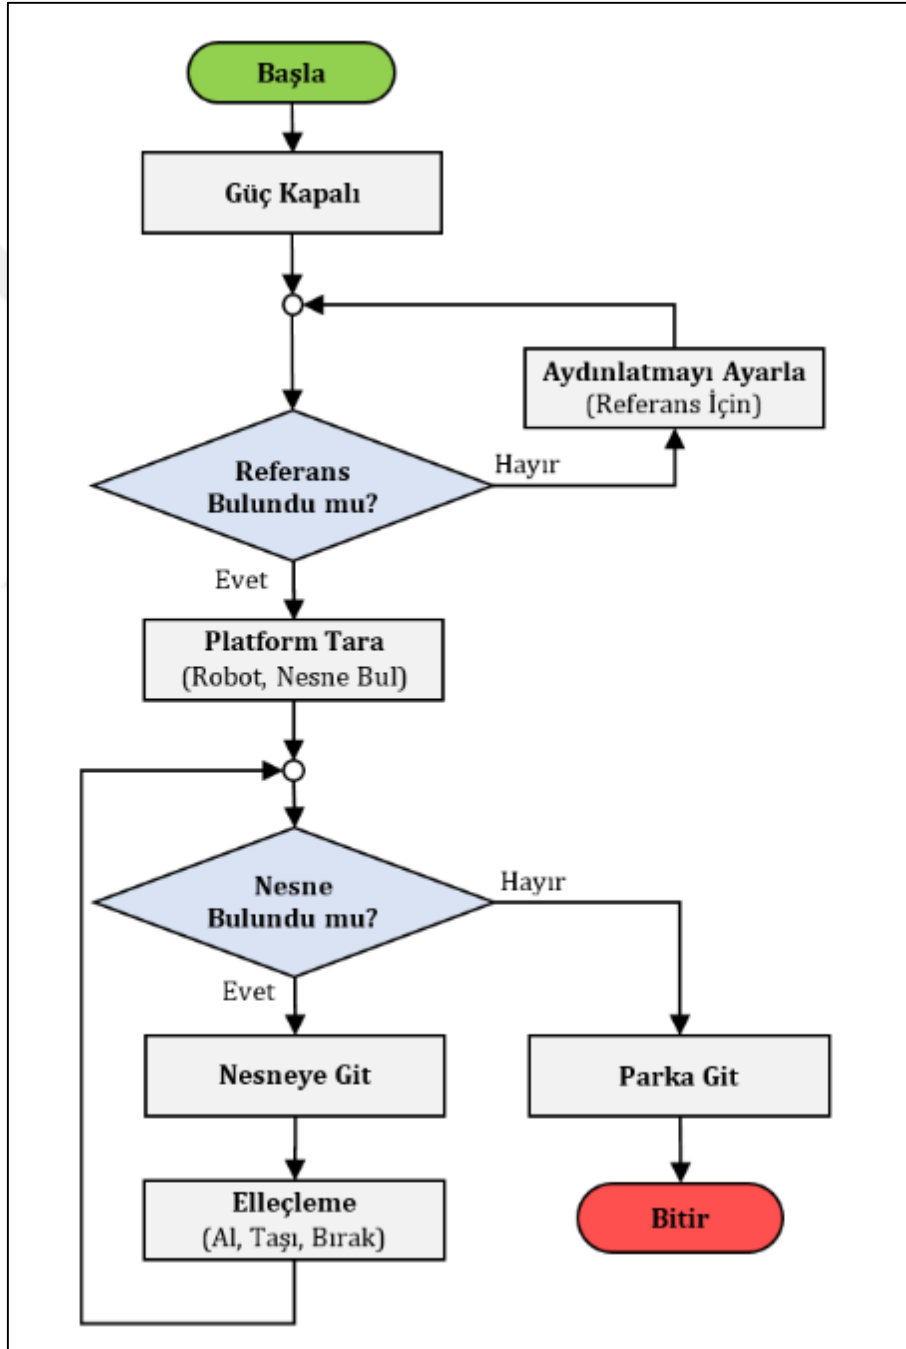 Başla
Güç Kapalı
Aydınlatmayı Ayarla
(Referans İçin)
Referans
Bulundu mu?
Hayır
Evet
Platform Tara
(Robot, Nesne Bul)
Nesne
Bulundu mu?
Hayır
Evet
Nesneye Git
Parka Git
Elleçleme
(Al, Taşı, Bırak)
Bitir